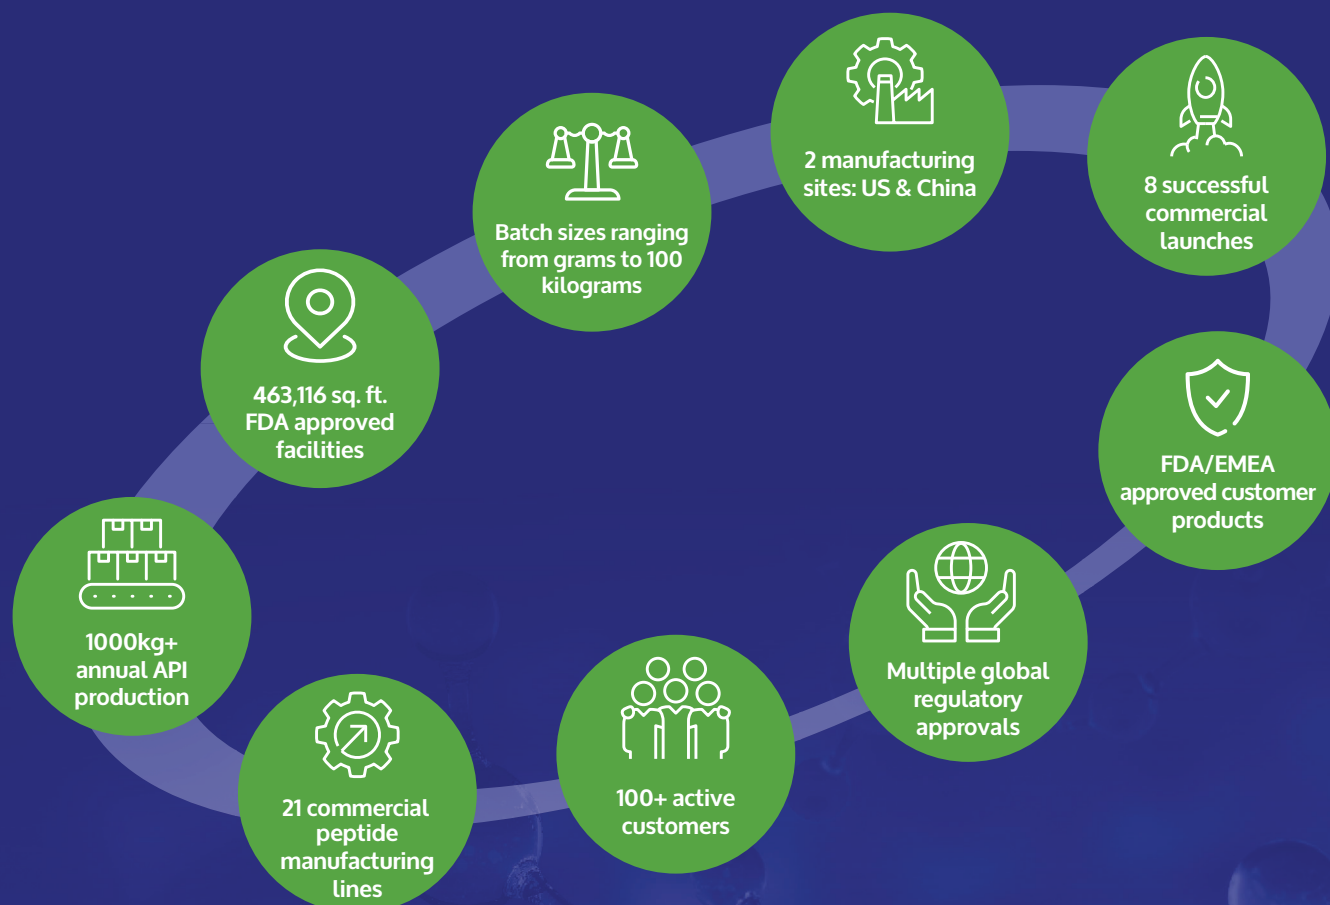 2 manufacturing
sites: US & China
8 successful
commercial
launches
Batch sizes ranging
from grams to 100
kilograms
463,116 sq. ft.
FDA approved
facilities
FDA/EMEA
approved customer
products
1000kg+
annual API
production
Multiple global
regulatory
approvals
21 commercial
peptide
manufacturing
lines
100+ active
customers